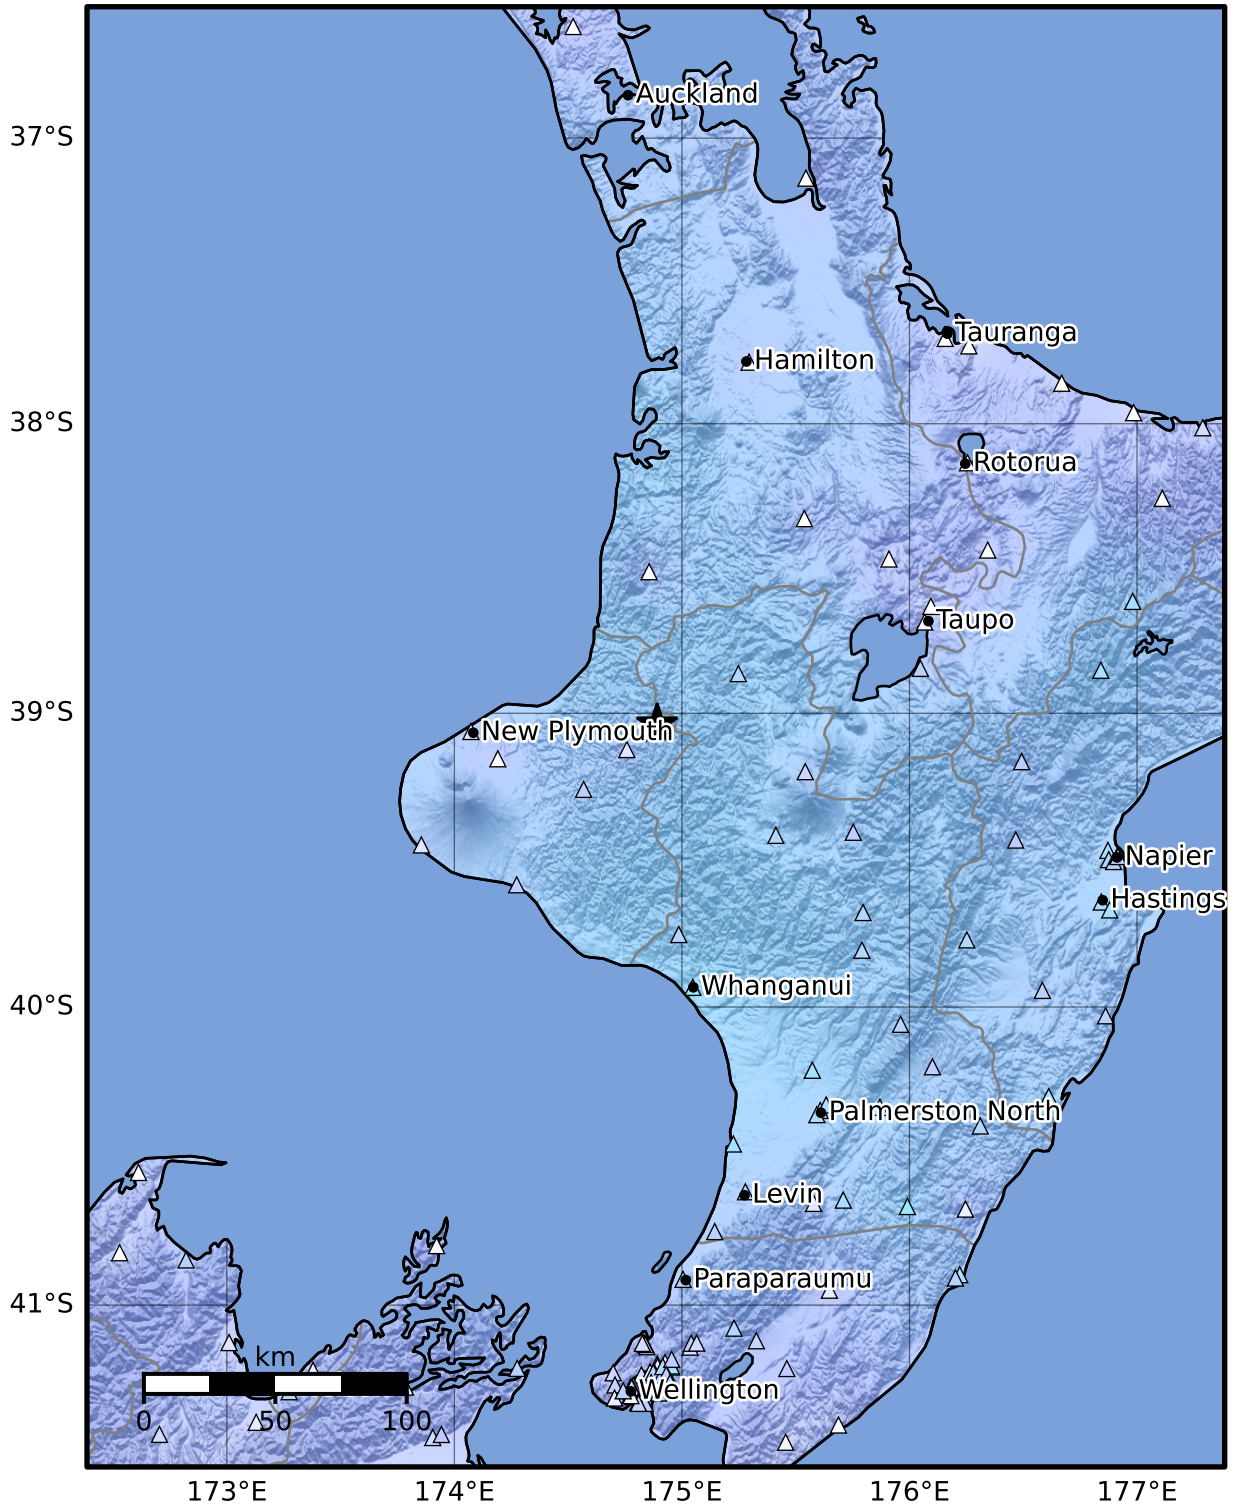 Auckland
37°S
Tauranga
Hamilton
38°S
Rotorua
Taupo
39°S
New Plymouth
Napier
Hastings
Whanganui
40°S
Palmerston North
Levin
Paraparaumu
41°S
km
Wellington
0 50 100
173°E 174°E 175°E 176°E 177°E